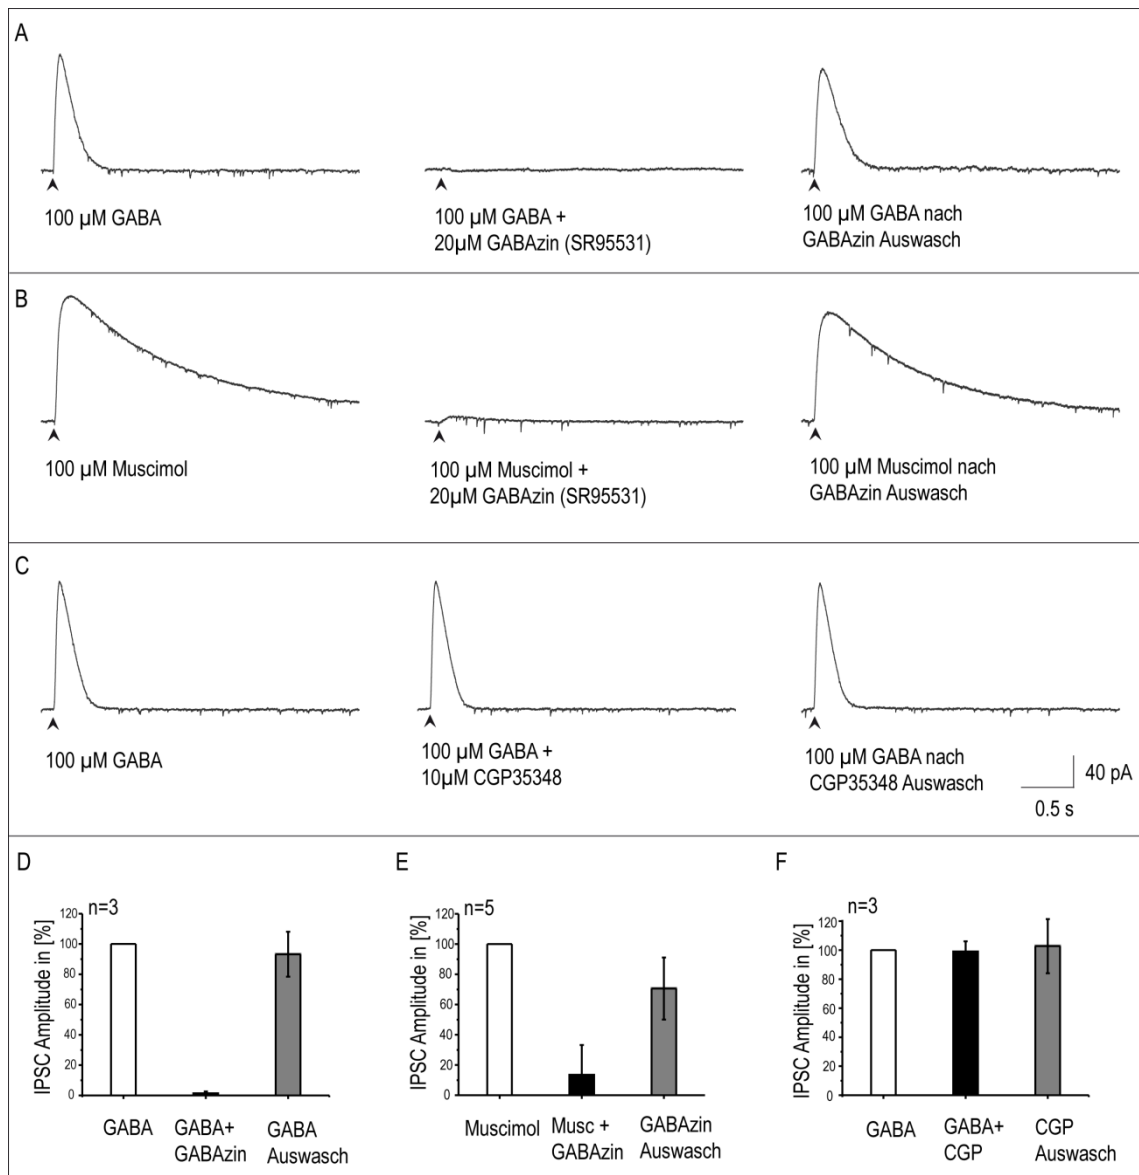 A
100 µM GABA
100 µM GABA +
20µM GABAzin (SR95531)
100 µM GABA nach
GABAzin Auswasch
B
100 µM Muscimol
100 µM Muscimol +
20µM GABAzin (SR95531)
100 µM Muscimol nach
GABAzin Auswasch
C
100 µM GABA
100 µM GABA +
10µM CGP35348
100 µM GABA nach
CGP35348 Auswasch
40 pA
0.5 s
D
n=3
IPSC Amplitude in [%]
120
100
80
60
40
20
0
GABA
GABA+
GABAzin
GABA
Auswasch
E
n=5
IPSC Amplitude in [%]
120
100
80
60
40
20
0
Muscimol
Musc +
GABAzin
GABAzin
Auswasch
F
n=3
IPSC Amplitude in [%]
120
100
80
60
40
20
0
GABA
GABA+
CGP
CGP
Auswasch